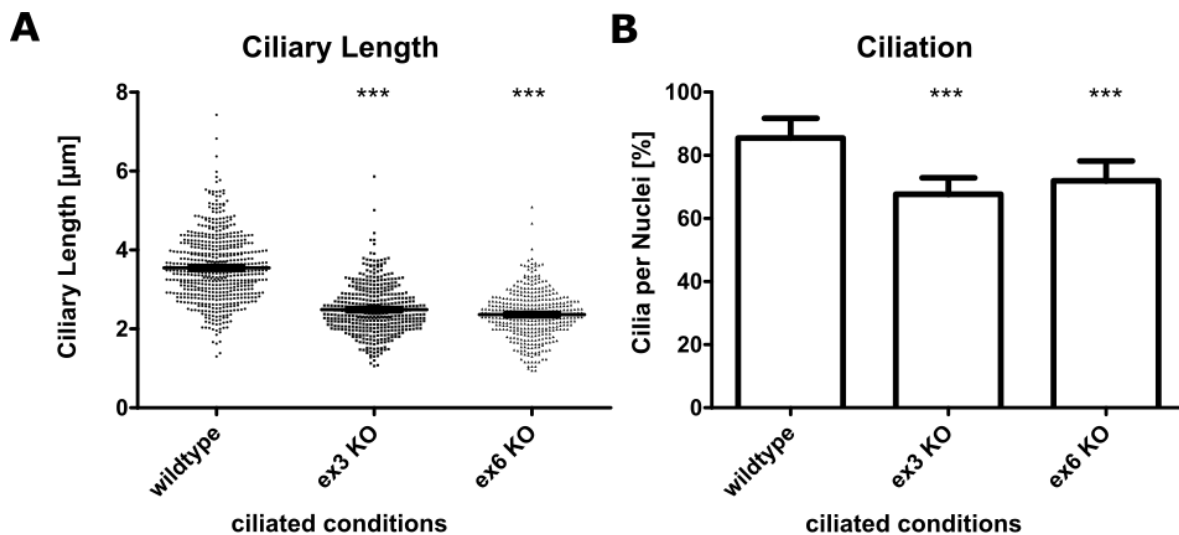 A
Ciliary Length
***
***
Ciliary Length [µm]
8
6
4
2
0
wildtype
ex3 KO
ex6 KO
ciliated conditions
B
Ciliation
***
***
Cilia per Nuclei [%]
100
80
60
40
20
0
wildtype
ex3 KO
ex6 KO
ciliated conditions